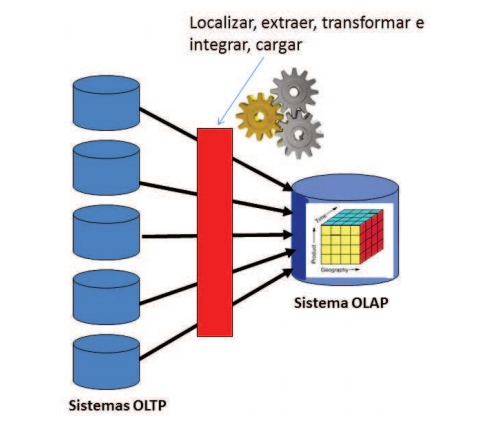 Localizar, extraer, transformar e
integrar, cargar
Time
Product
Geography
Sistema OLAP
Sistemas OLTP